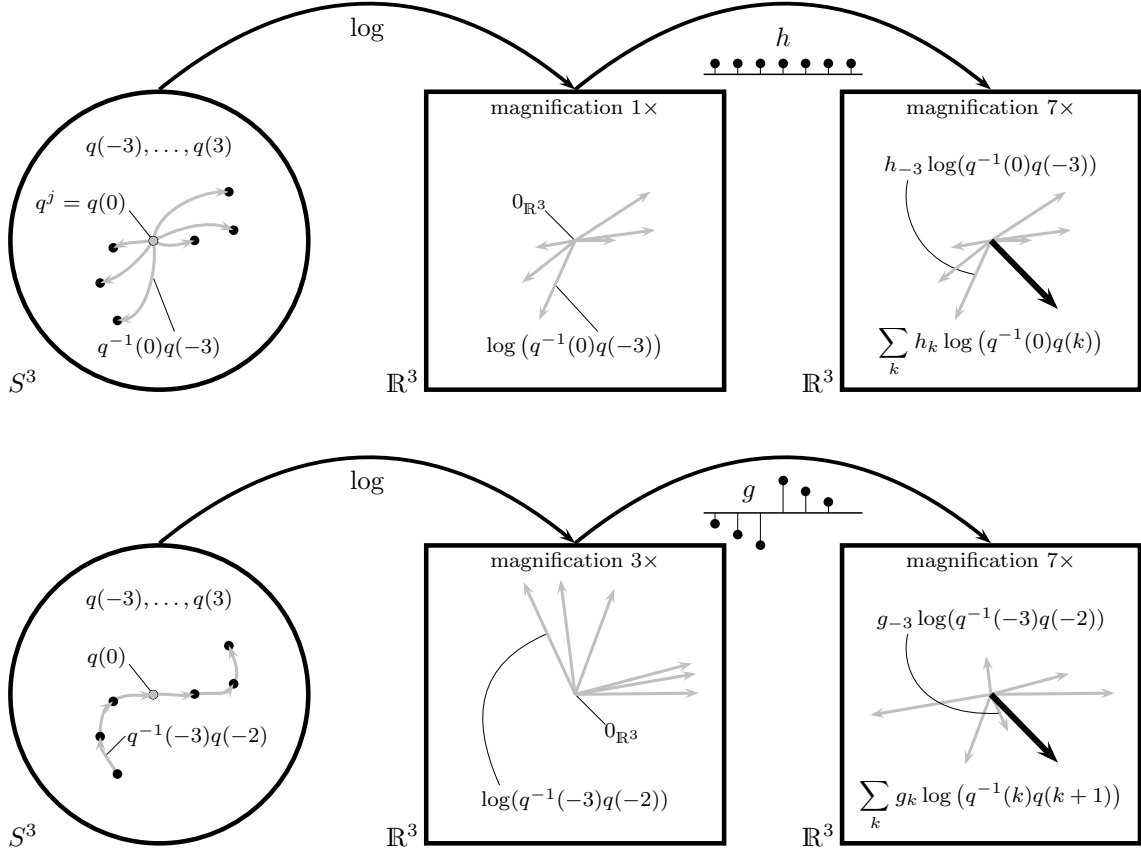 log
h
magnification 1×
magnification 7×
q(−3), . . . , q(3)
q^j = q(0)
q^{−1}(0)q(−3)
S^3
0_{ℝ^3}
log (q^{−1}(0)q(−3))
ℝ^3
h_{−3} log(q^{−1}(0)q(−3))
∑_k h_k log (q^{−1}(0)q(k))
ℝ^3
log
g
magnification 3×
magnification 7×
q(−3), . . . , q(3)
q(0)
q^{−1}(−3)q(−2)
S^3
0_{ℝ^3}
log(q^{−1}(−3)q(−2))
ℝ^3
g_{−3} log(q^{−1}(−3)q(−2))
∑_k g_k log (q^{−1}(k)q(k + 1))
ℝ^3